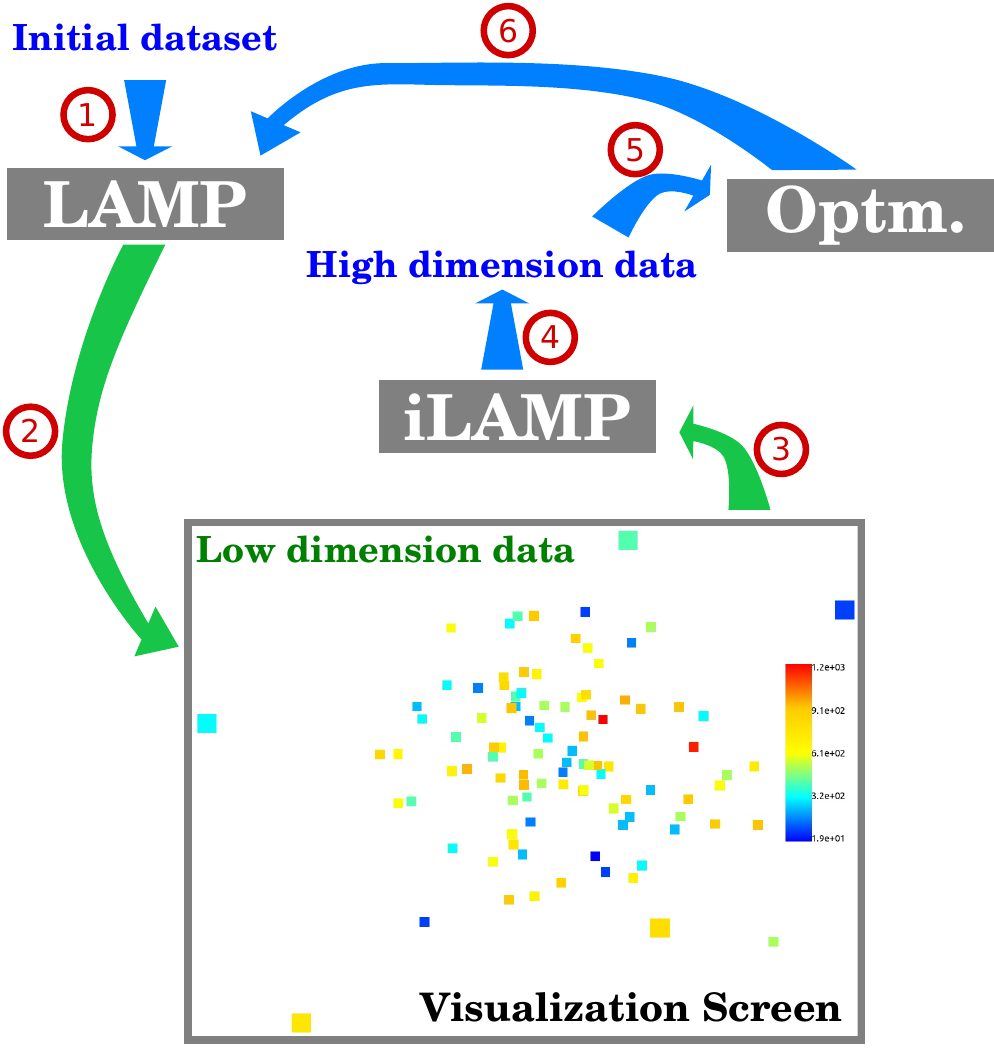 Initial dataset
6
1
5
LAMP
Optm.
High dimension data
4
iLAMP
2
3
Low dimension data
1.2e+03
9.1e+02
6.1e+02
3.2e+02
1.9e+01
Visualization Screen